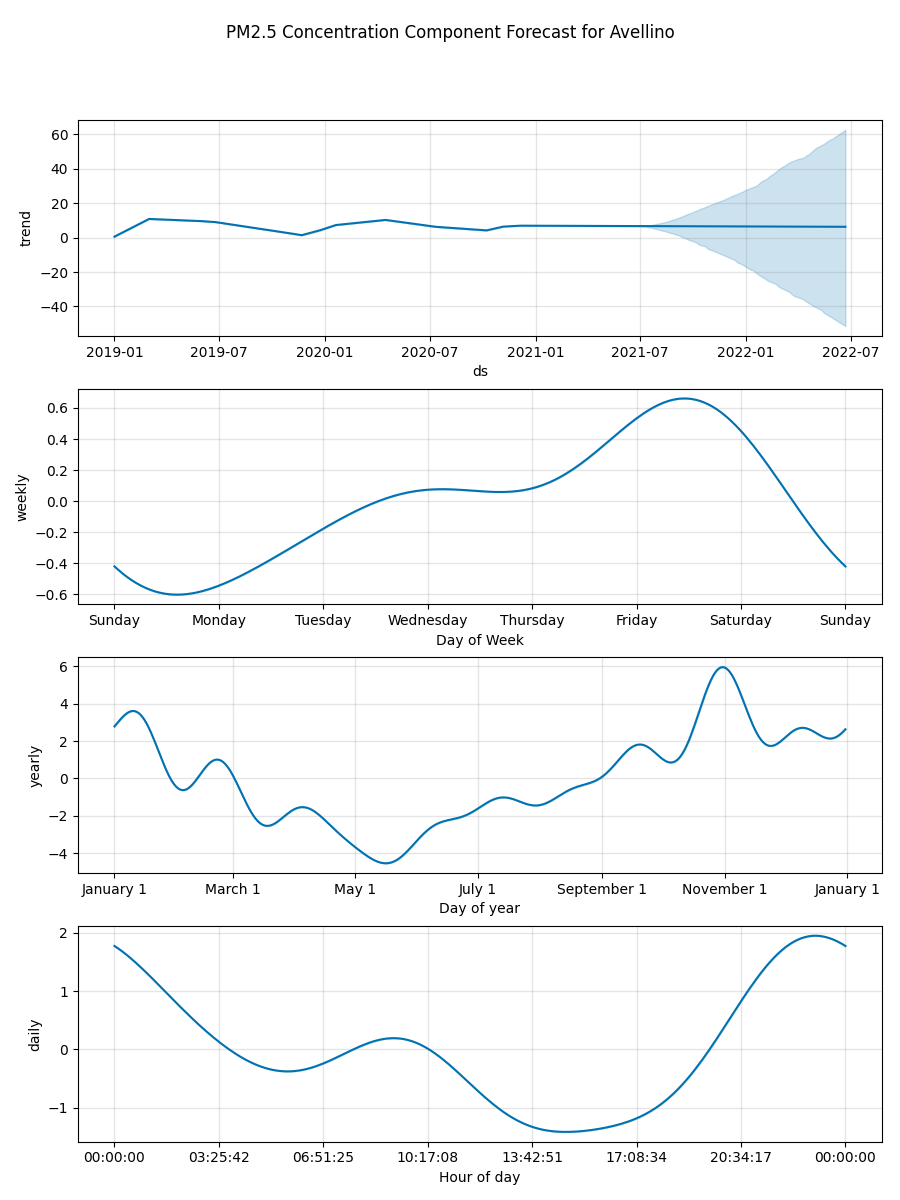 PM2.5 Concentration Component Forecast for Avellino
60
40
20
0
−20
−40
trend
2019-01 2019-07 2020-01 2020-07 2021-01 2021-07 2022-01 2022-07
ds
0.6
0.4
0.2
0.0
−0.2
−0.4
−0.6
weekly
Sunday Monday Tuesday Wednesday Thursday Friday Saturday Sunday
Day of Week
6
4
2
0
−2
−4
yearly
January 1 March 1 May 1 July 1 September 1 November 1 January 1
Day of year
2
1
0
−1
daily
00:00:00 03:25:42 06:51:25 10:17:08 13:42:51 17:08:34 20:34:17 00:00:00
Hour of day